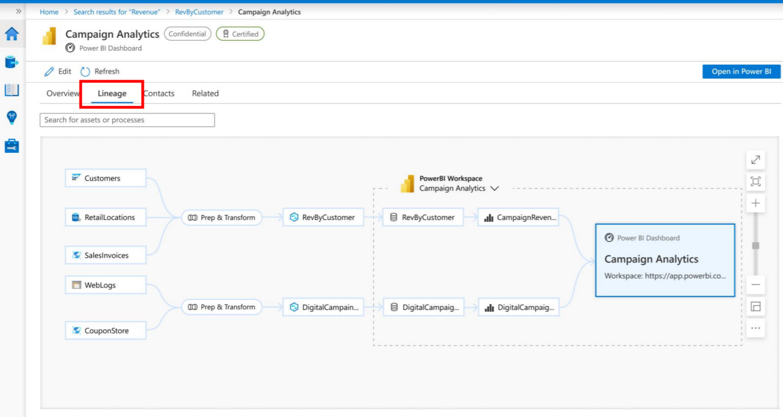 Home > Search results for "Revenue" > RevByCustomer > Campaign Analytics
Campaign Analytics Confidential Certified
Power BI Dashboard
Edit Refresh Open in Power BI
Overview Lineage Contacts Related
Search for assets or processes
PowerBI Workspace
Campaign Analytics
Customers
RetailLocations Prep & Transform RevByCustomer RevByCustomer CampaignReven...
Power BI Dashboard
SalesInvoices
Campaign Analytics
Workspace: https://app.powerbi.co...
WebLogs
Prep & Transform DigitalCampain... DigitalCampaig... DigitalCampaig...
CouponStore